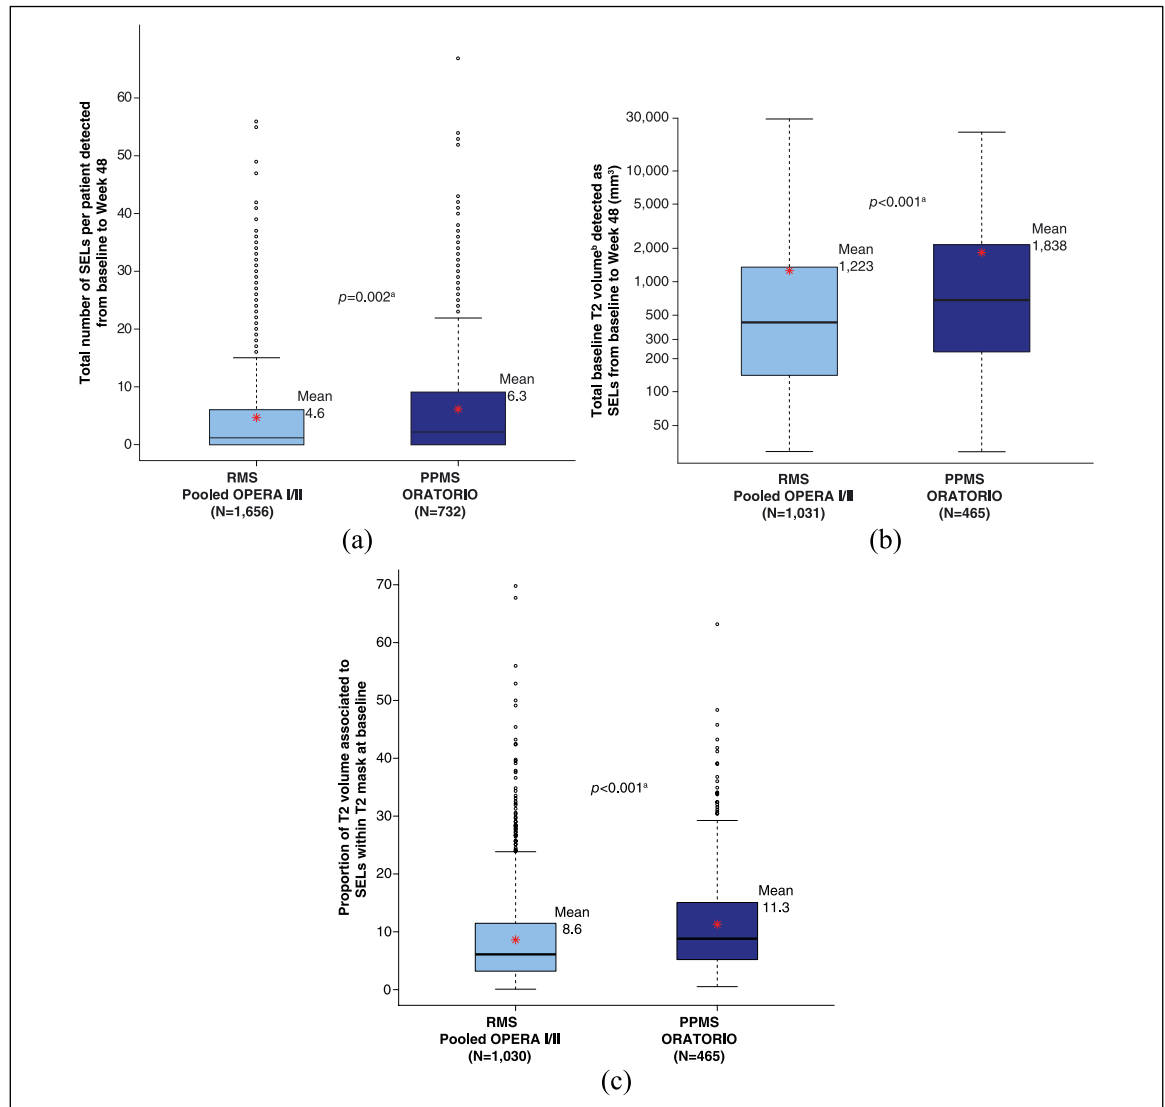 Total number of SELs per patient detected
from baseline to Week 48
60
50
40
30
20
10
0
p=0.002ᵃ
Mean
4.6
Mean
6.3
RMS
Pooled OPERA I/II
(N=1,656)
PPMS
ORATORIO
(N=732)
(a)
Total baseline T2 volumeᵇ detected as
SELs from baseline to Week 48 (mm³)
30,000
10,000
5,000
2,000
1,000
500
300
200
100
50
p<0.001ᵃ
Mean
1,223
Mean
1,838
RMS
Pooled OPERA I/II
(N=1,031)
PPMS
ORATORIO
(N=465)
(b)
Proportion of T2 volume associated to
SELs within T2 mask at baseline
70
60
50
40
30
20
10
0
p<0.001ᵃ
Mean
8.6
Mean
11.3
RMS
Pooled OPERA I/II
(N=1,030)
PPMS
ORATORIO
(N=465)
(c)